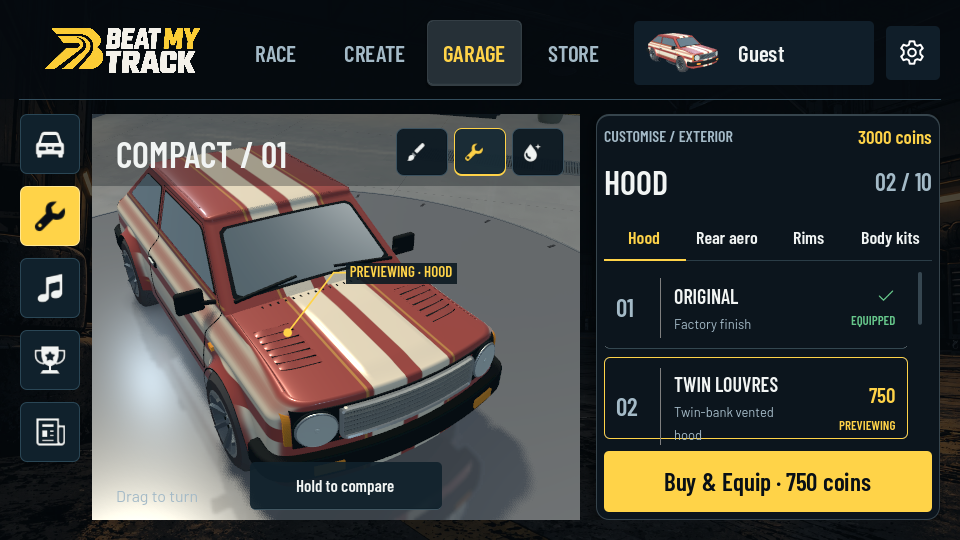 BEAT MY
TRACK
RACE
CREATE
GARAGE
STORE
Guest
COMPACT / 01
PREVIEWING · HOOD
Drag to turn
Hold to compare
CUSTOMISE / EXTERIOR
3000 coins
HOOD
02 / 10
Hood
Rear aero
Rims
Body kits
01
ORIGINAL
Factory finish
EQUIPPED
02
TWIN LOUVRES
Twin-bank vented
hood
750
PREVIEWING
Buy & Equip · 750 coins